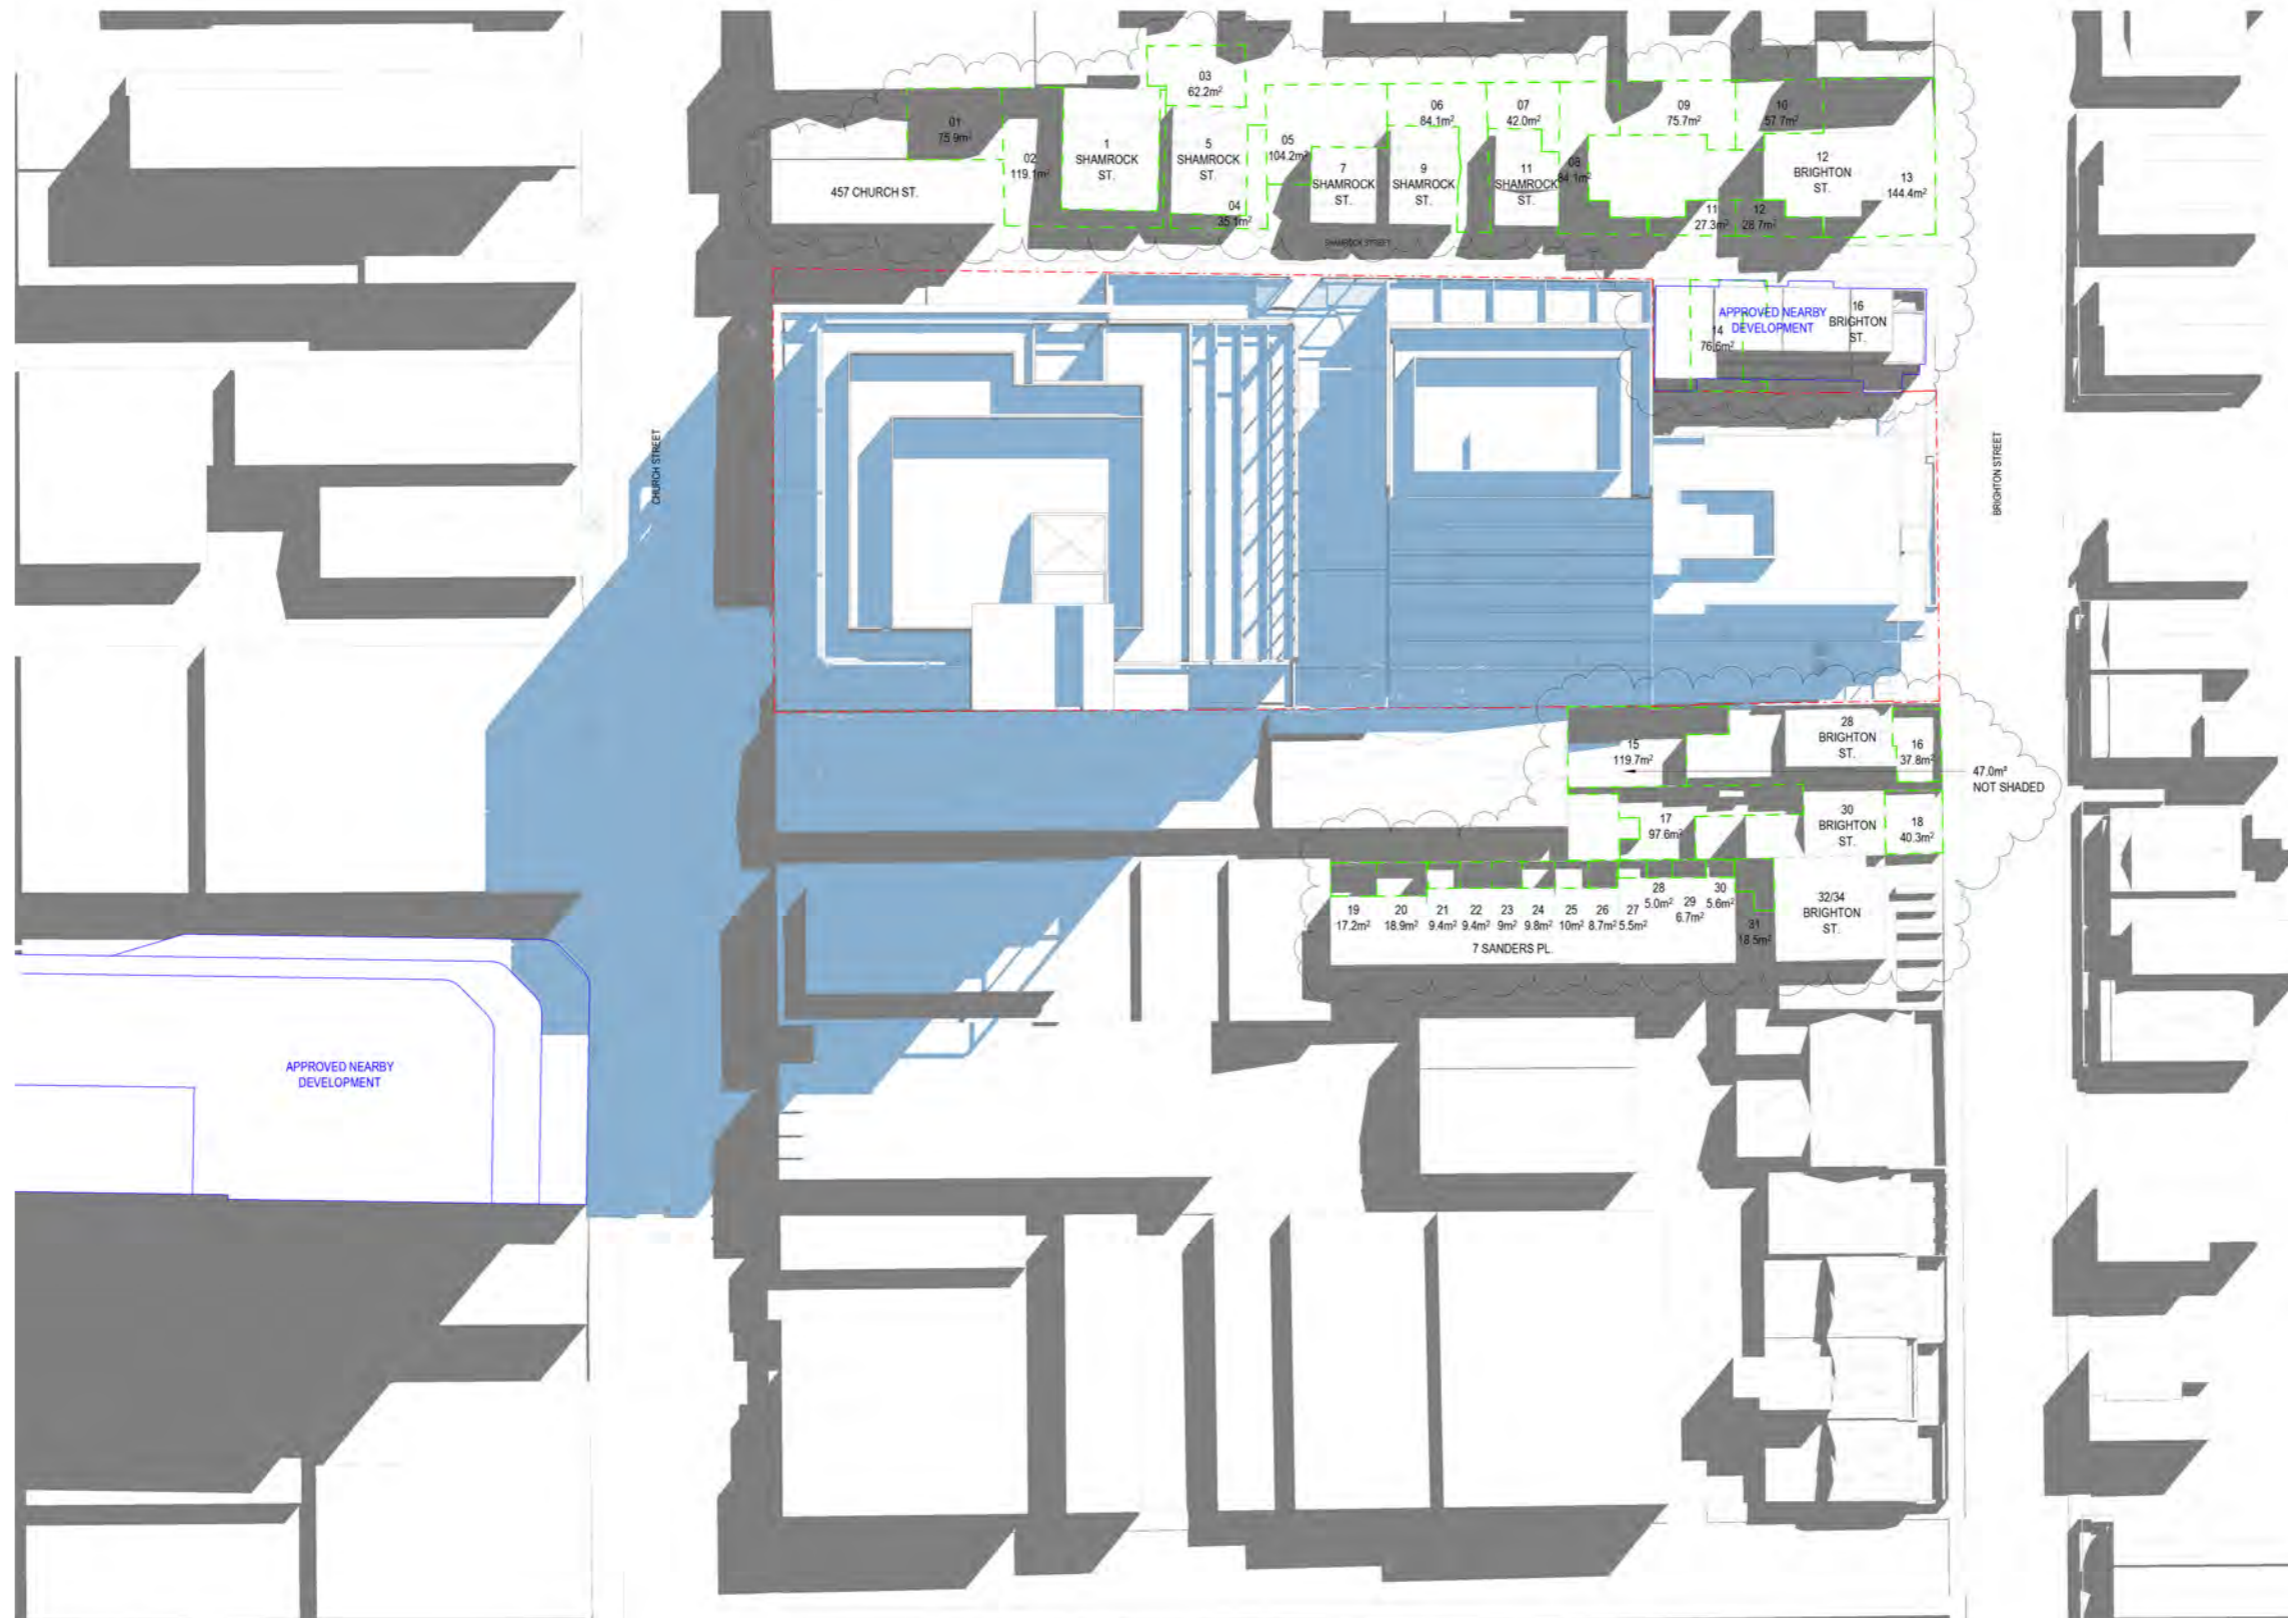 03
62.2m²
01
75.9m²
02
119.1m²
1
SHAMROCK
ST.
5
SHAMROCK
ST.
04
35.1m²
05
104.2m²
7
SHAMROCK
ST.
06
84.1m²
9
SHAMROCK
ST.
07
42.0m²
11
SHAMROCK
ST.
08
84.1m²
09
75.7m²
10
57.7m²
12
BRIGHTON
ST.
13
144.4m²
11
27.3m²
12
28.7m²
457 CHURCH ST.
SHAMROCK STREET
APPROVED NEARBY
DEVELOPMENT
14
76.6m²
16
BRIGHTON
ST.
CHURCH STREET
BRIGHTON STREET
28
BRIGHTON
ST.
15
119.7m²
16
37.8m²
47.0m²
NOT SHADED
17
97.6m²
30
BRIGHTON
ST.
18
40.3m²
19
17.2m²
20
18.9m²
21
9.4m²
22
9.4m²
23
9m²
24
9.8m²
25
10m²
26
8.7m²
27
5.5m²
28
5.0m²
29
6.7m²
30
5.6m²
31
18.5m²
32/34
BRIGHTON
ST.
7 SANDERS PL.
APPROVED NEARBY
DEVELOPMENT